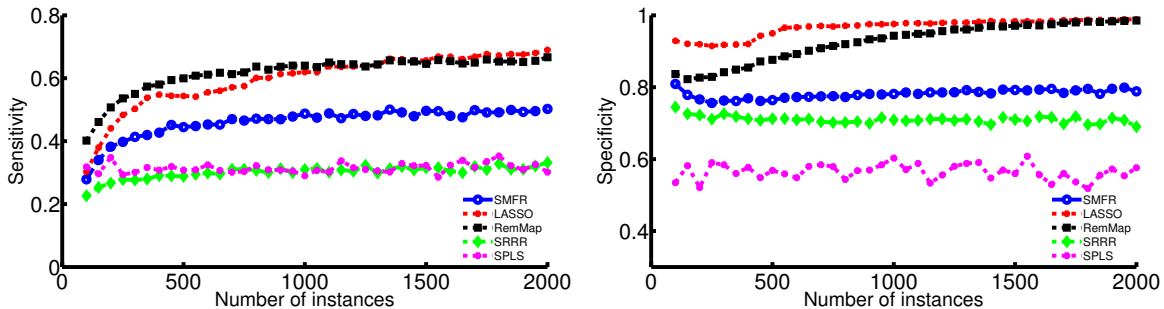 0.8
0.6
0.4
0.2
0
Sensitivity
0 500 1000 1500 2000
Number of instances
SMFR
LASSO
RemMap
SRRR
SPLS
1
0.8
0.6
0.4
Specificity
0 500 1000 1500 2000
Number of instances
SMFR
LASSO
RemMap
SRRR
SPLS